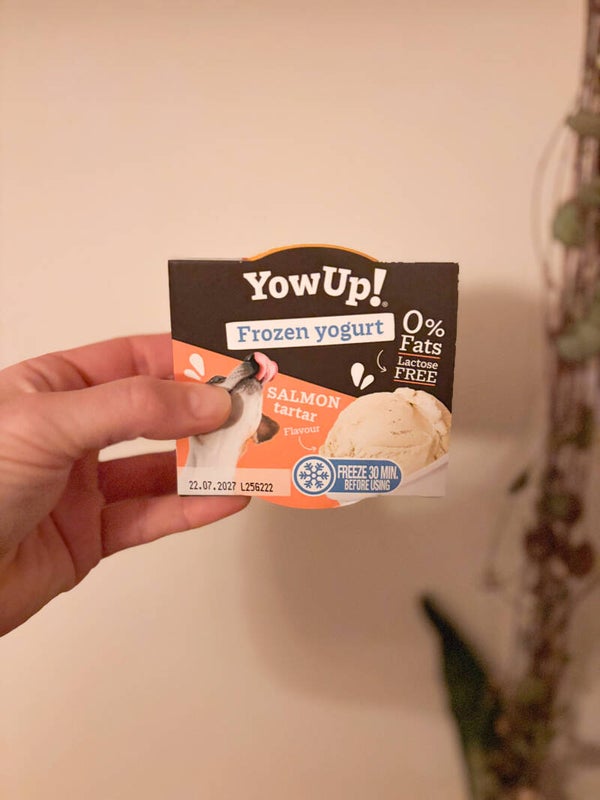 YowUp!®
Frozen yogurt
0%
Fats
Lactose
FREE
SALMON
tartar
Flavour
FREEZE 30 MIN.
BEFORE USING
22.07.2027 L256222